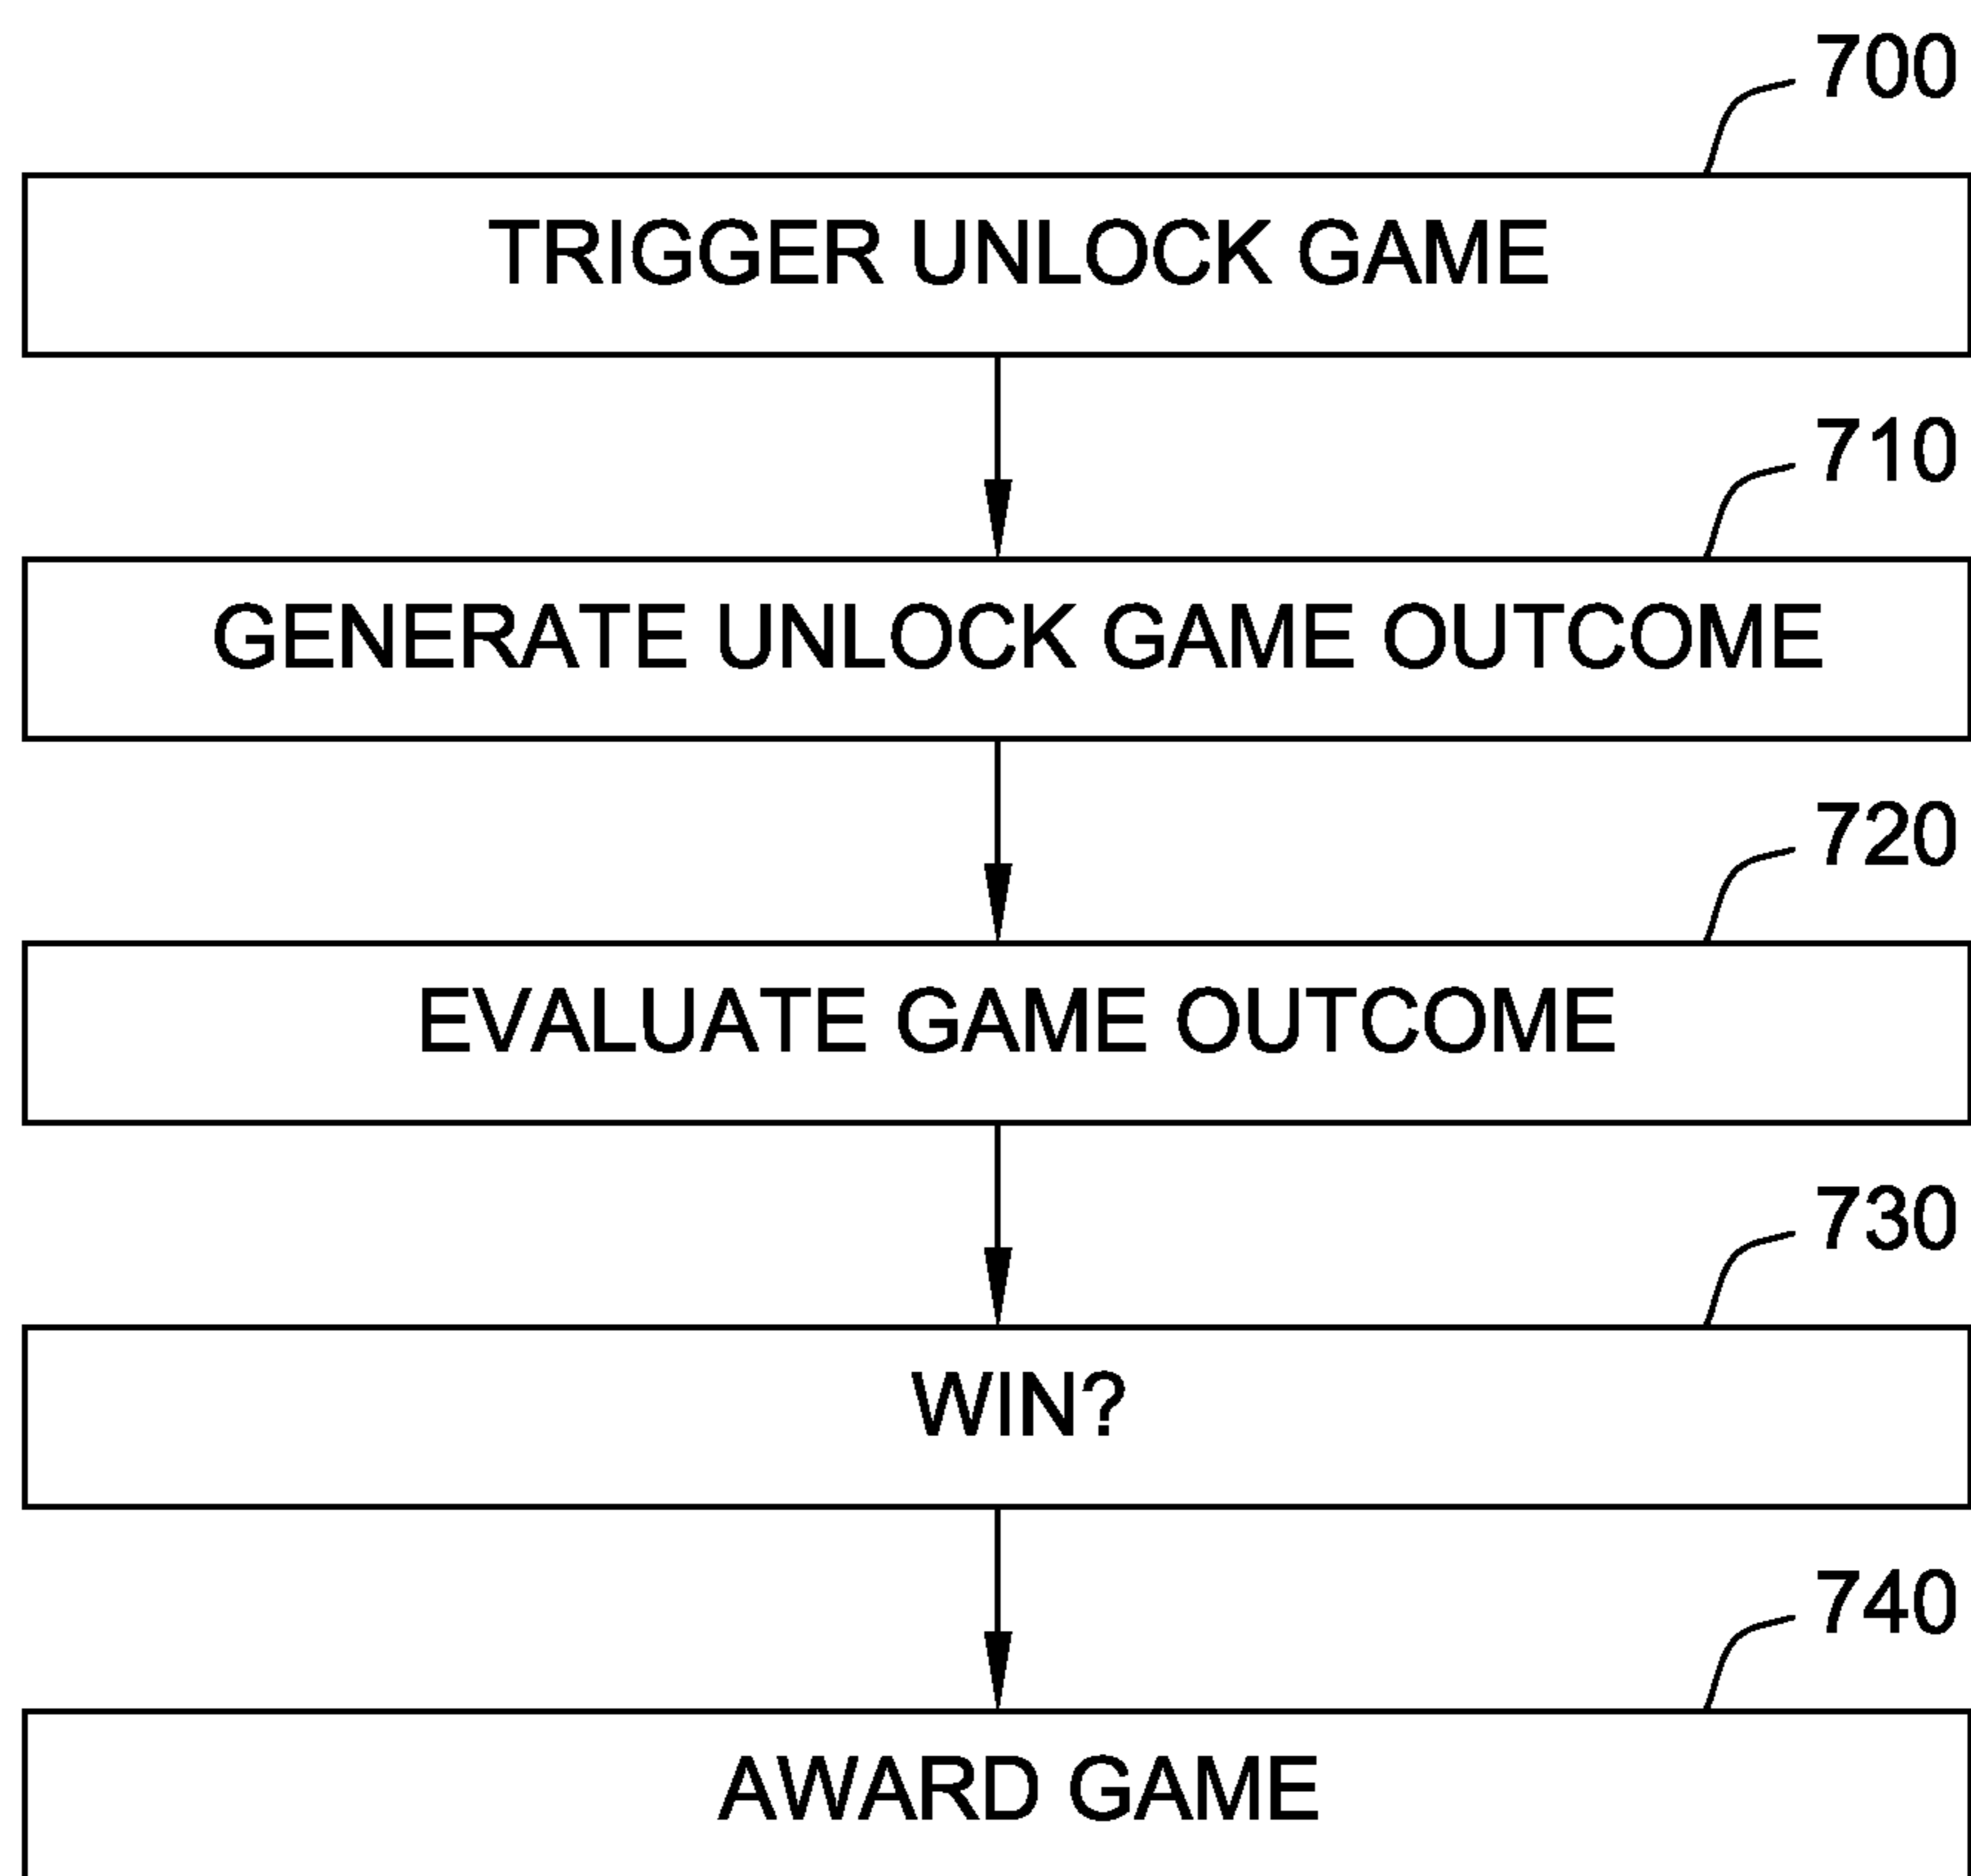 700
TRIGGER UNLOCK GAME
710
GENERATE UNLOCK GAME OUTCOME
720
EVALUATE GAME OUTCOME
730
WIN?
740
AWARD GAME